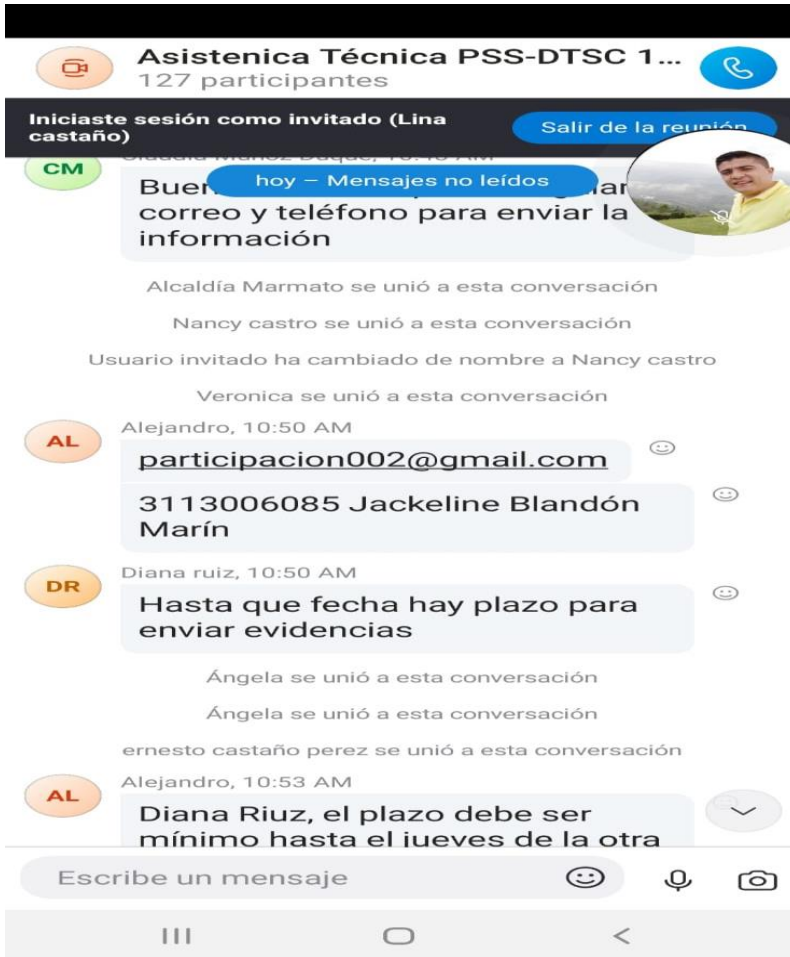 Asistenica Técnica PSS-DTSC 1...
127 participantes
Iniciaste sesión como invitado (Lina
castaño)
Salir de la reunión
CM
Claudia Muñoz Duque, 10:48 AM
hoy – Mensajes no leídos
correo y teléfono para enviar la
información
Alcaldía Marmato se unió a esta conversación
Nancy castro se unió a esta conversación
Usuario invitado ha cambiado de nombre a Nancy castro
Veronica se unió a esta conversación
Alejandro, 10:50 AM
AL
participacion002@gmail.com
3113006085 Jackeline Blandón
Marín
Diana ruiz, 10:50 AM
DR
Hasta que fecha hay plazo para
enviar evidencias
Ángela se unió a esta conversación
Ángela se unió a esta conversación
ernesto castaño perez se unió a esta conversación
Alejandro, 10:53 AM
AL
Diana Riuz, el plazo debe ser
mínimo hasta el jueves de la otra
Escribe un mensaje